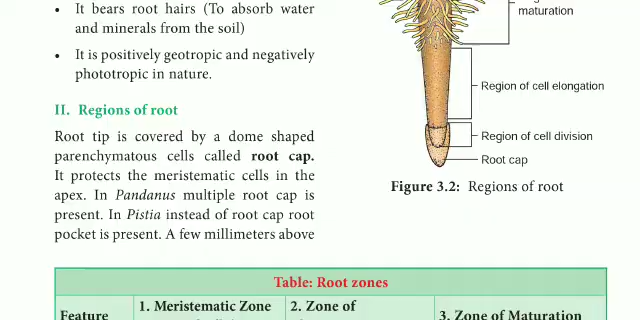 • It bears root hairs (To absorb water
and minerals from the soil)
• It is positively geotropic and negatively
phototropic in nature.
II. Regions of root
Root tip is covered by a dome shaped
parenchymatous cells called root cap.
It protects the meristematic cells in the
apex. In Pandanus multiple root cap is
present. In Pistia instead of root cap root
pocket is present. A few millimeters above
maturation
Region of cell elongation
Region of cell division
Root cap
Figure 3.2: Regions of root
Table: Root zones
Feature
1. Meristematic Zone
2. Zone of
3. Zone of Maturation